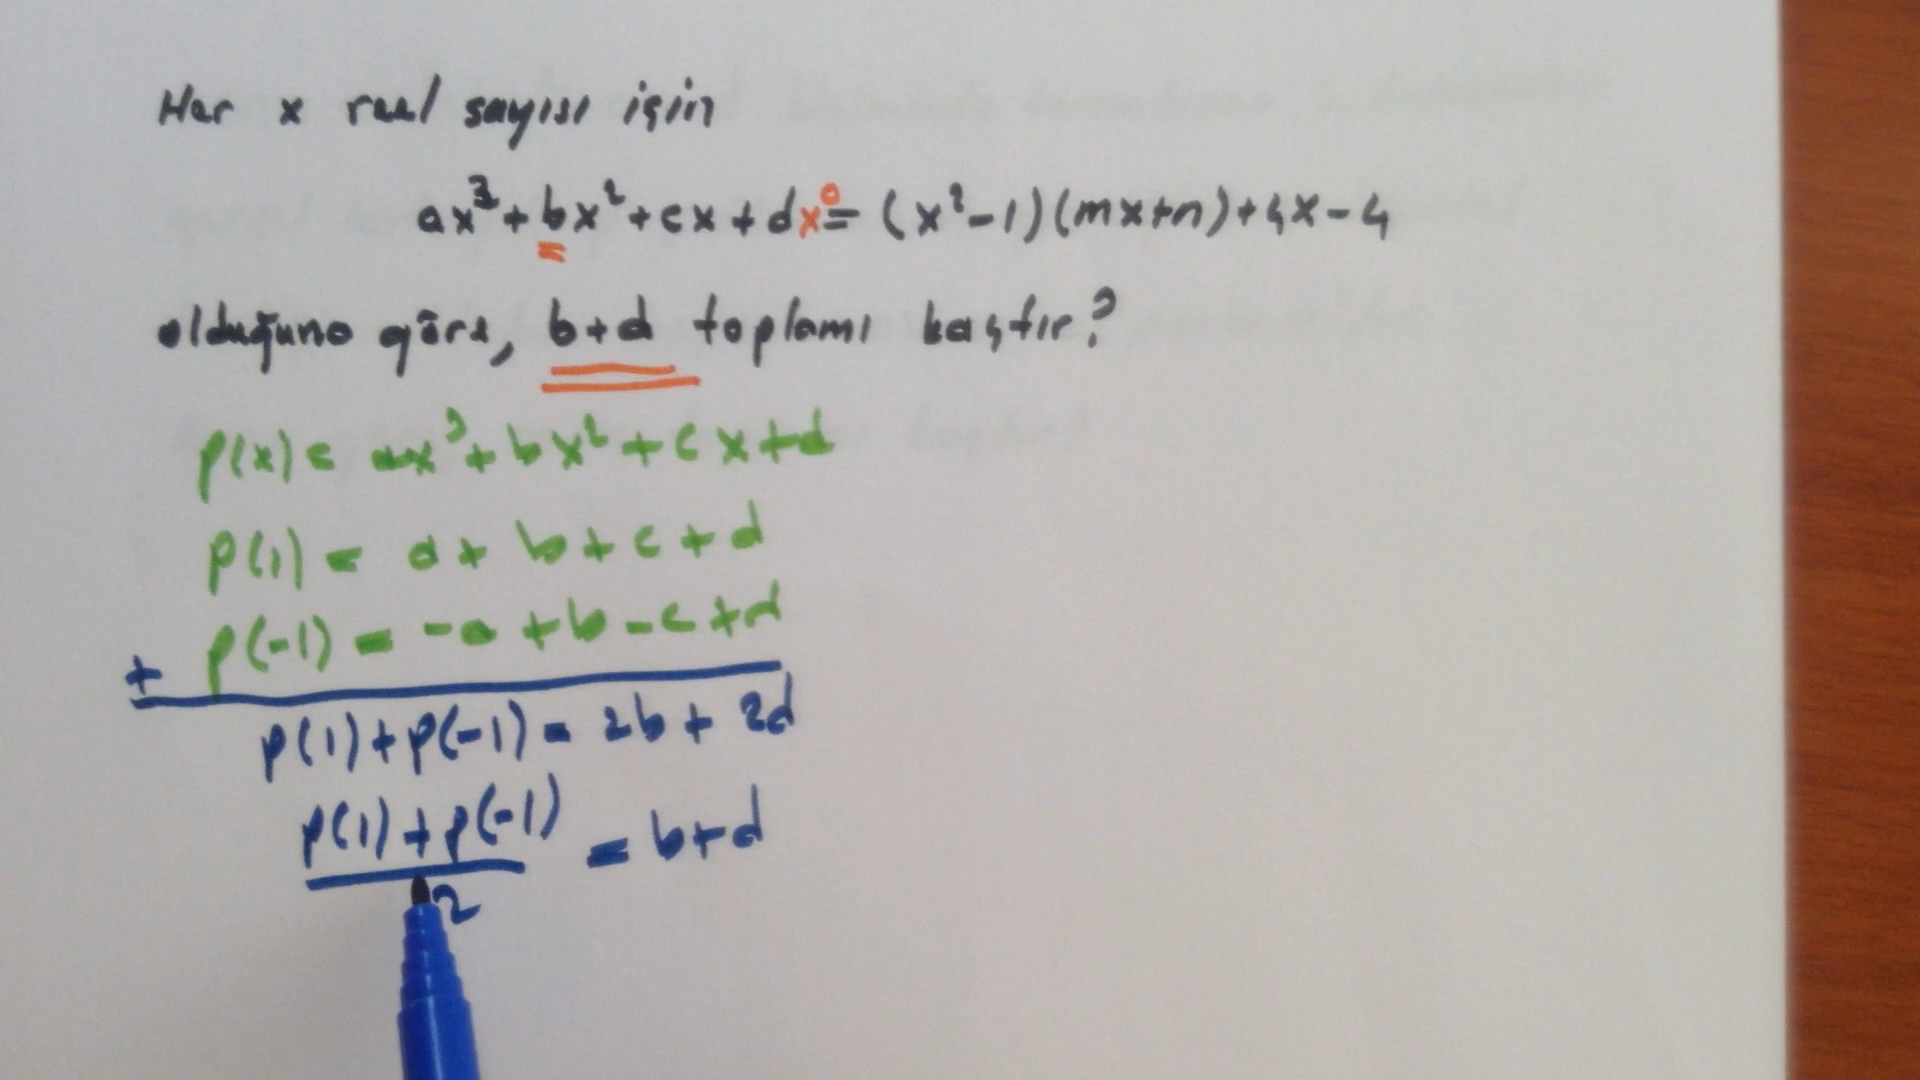 Her x reel sayısı için
ax³+bx²+cx+dx⁰=(x²-1)(mx+n)+4x-4
olduğuna göre, b+d toplamı kaçtır?
p(x)= ax³+bx²+cx+d
p(1)= a+b+c+d
p(-1)= -a+b-c+d
+
p(1)+p(-1)= 2b+2d
p(1)+p(-1)
= b+d
2